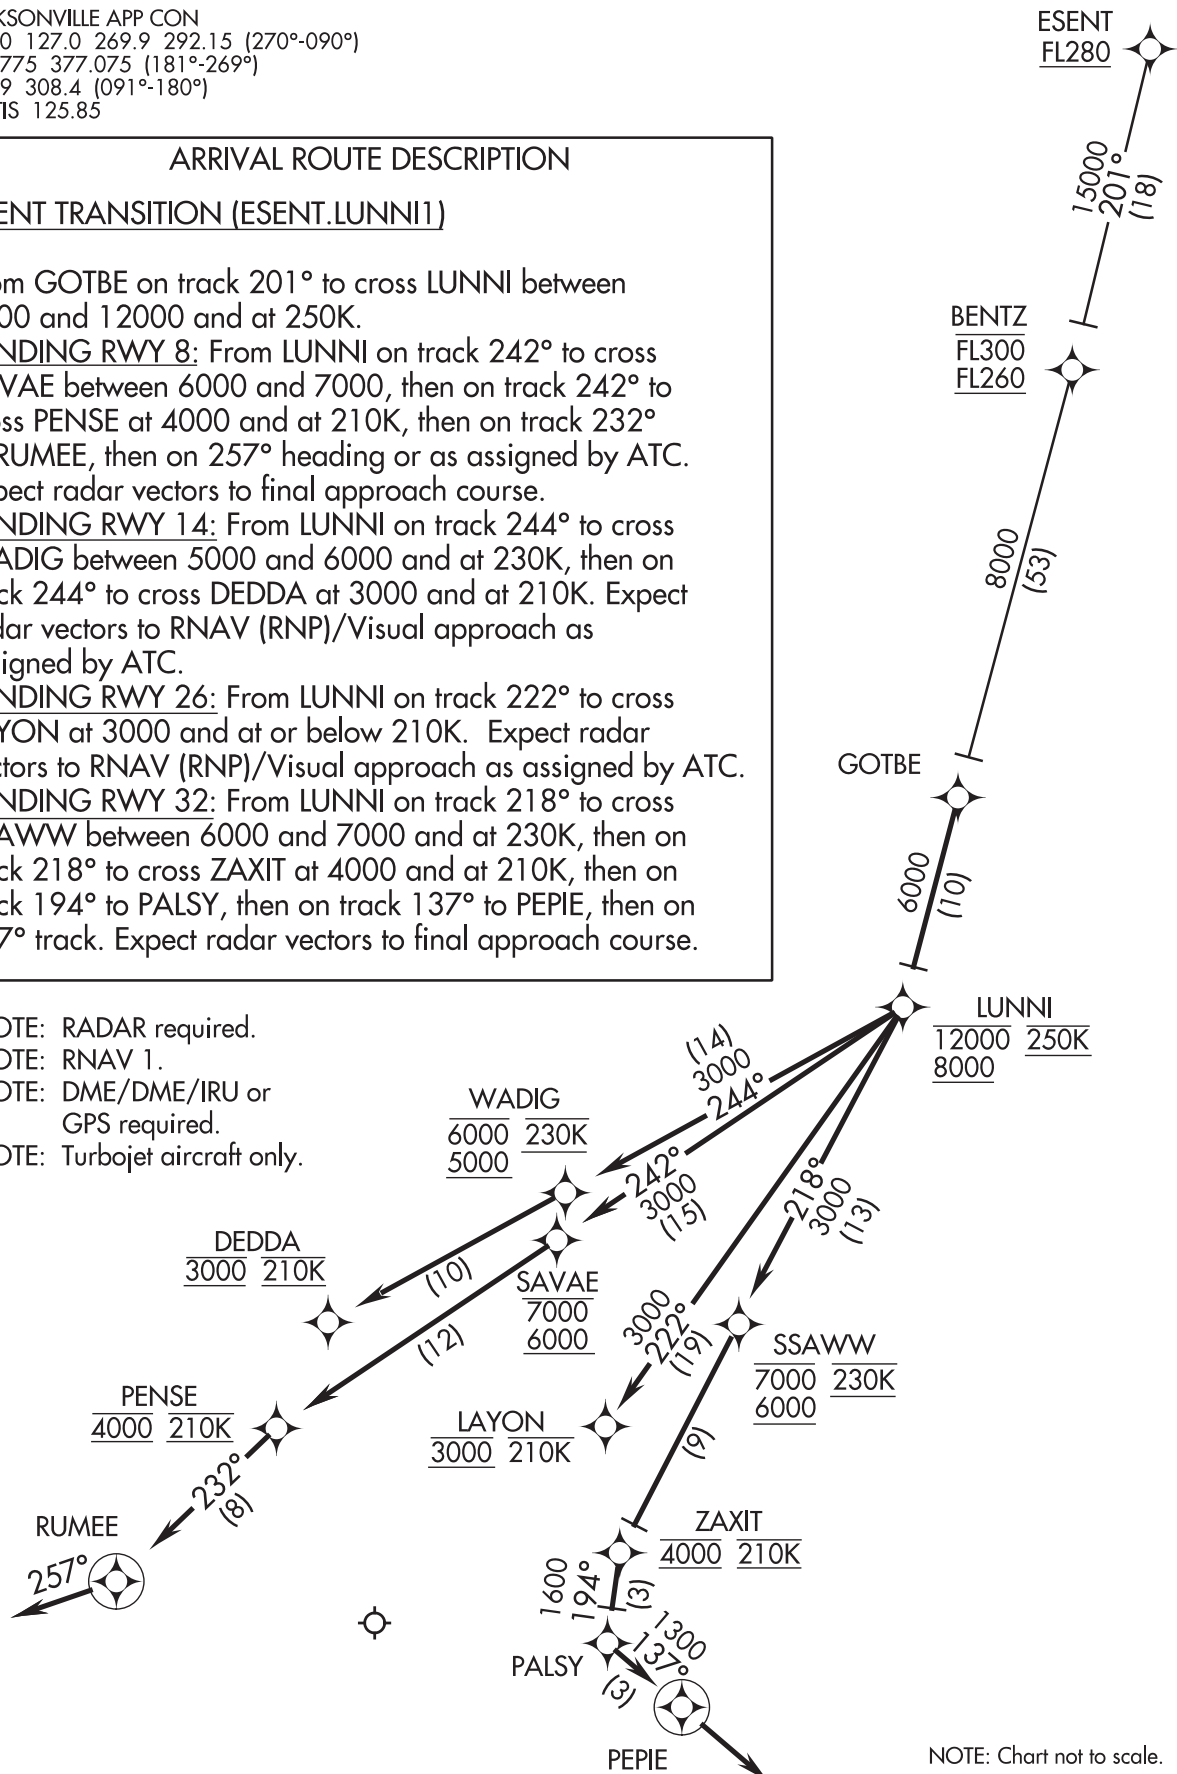 KSONVILLE APP CON
0 127.0 269.9 292.15 (270°-090°)
775 377.075 (181°-269°)
9 308.4 (091°-180°)
TIS 125.85
ARRIVAL ROUTE DESCRIPTION
ENT TRANSITION (ESENT.LUNNI1)
om GOTBE on track 201° to cross LUNNI between
00 and 12000 and at 250K.
NDING RWY 8: From LUNNI on track 242° to cross
VAE between 6000 and 7000, then on track 242° to
oss PENSE at 4000 and at 210K, then on track 232°
RUMEE, then on 257° heading or as assigned by ATC.
pect radar vectors to final approach course.
NDING RWY 14: From LUNNI on track 244° to cross
ADIG between 5000 and 6000 and at 230K, then on
ck 244° to cross DEDDA at 3000 and at 210K. Expect
dar vectors to RNAV (RNP)/Visual approach as
signed by ATC.
NDING RWY 26: From LUNNI on track 222° to cross
YON at 3000 and at or below 210K. Expect radar
ctors to RNAV (RNP)/Visual approach as assigned by ATC.
NDING RWY 32: From LUNNI on track 218° to cross
AWW between 6000 and 7000 and at 230K, then on
ck 218° to cross ZAXIT at 4000 and at 210K, then on
ck 194° to PALSY, then on track 137° to PEPIE, then on
7° track. Expect radar vectors to final approach course.
OTE: RADAR required.
OTE: RNAV 1.
OTE: DME/DME/IRU or
GPS required.
OTE: Turbojet aircraft only.
ESENT
FL280
15000
201°
(18)
BENTZ
FL300
FL260
8000
(53)
GOTBE
6000
(10)
LUNNI
12000 250K
8000
(14)
3000
244°
WADIG
6000 230K
5000
242°
3000
(15)
218°
3000
(13)
DEDDA
3000 210K
(10)
SAVAE
7000
6000
(12)
3000
222°
(19)
SSAWW
7000 230K
6000
PENSE
4000 210K
LAYON
3000 210K
(9)
232°
(8)
RUMEE
257°
ZAXIT
4000 210K
1600
194°
(3)
PALSY
1300
137°
(3)
PEPIE
NOTE: Chart not to scale.